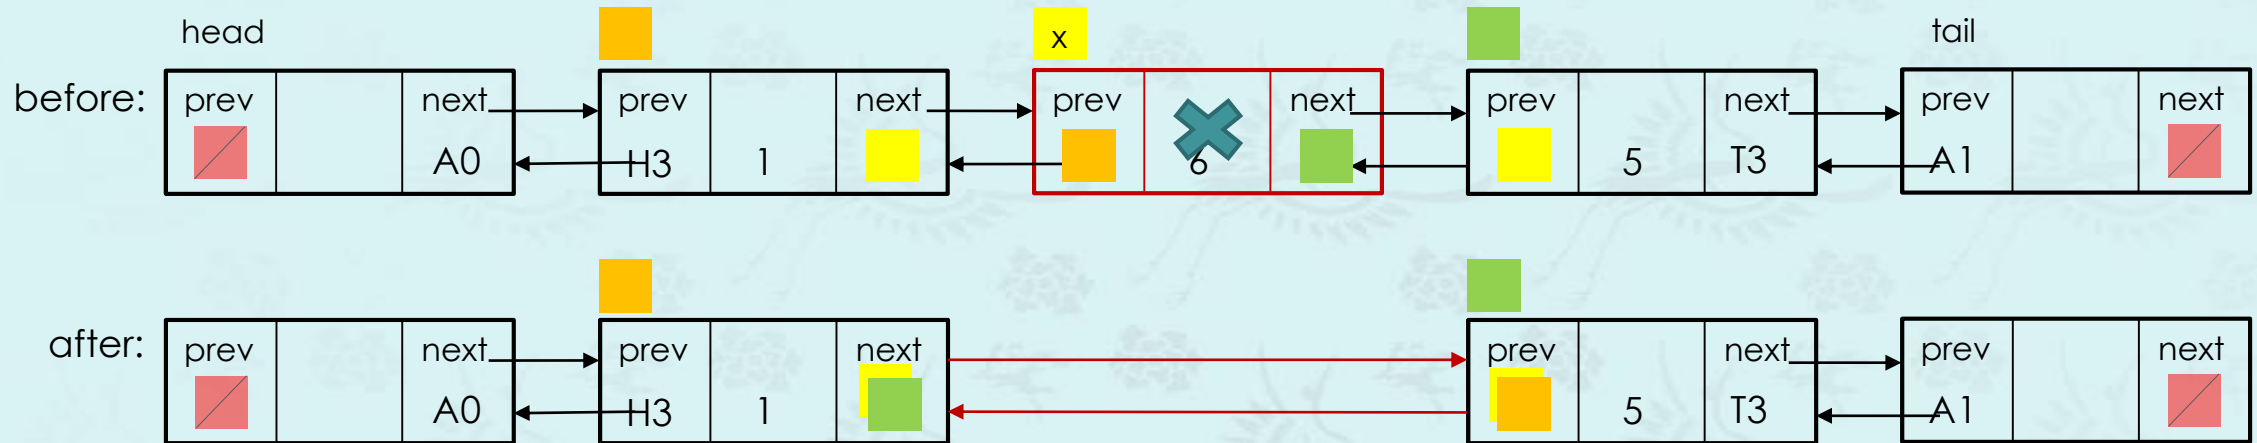 head x tail
before: prev next prev next prev next prev next prev next
A0 H3 1 6 5 T3 A1
after: prev next prev next prev next prev next
A0 H3 1 5 T3 A1